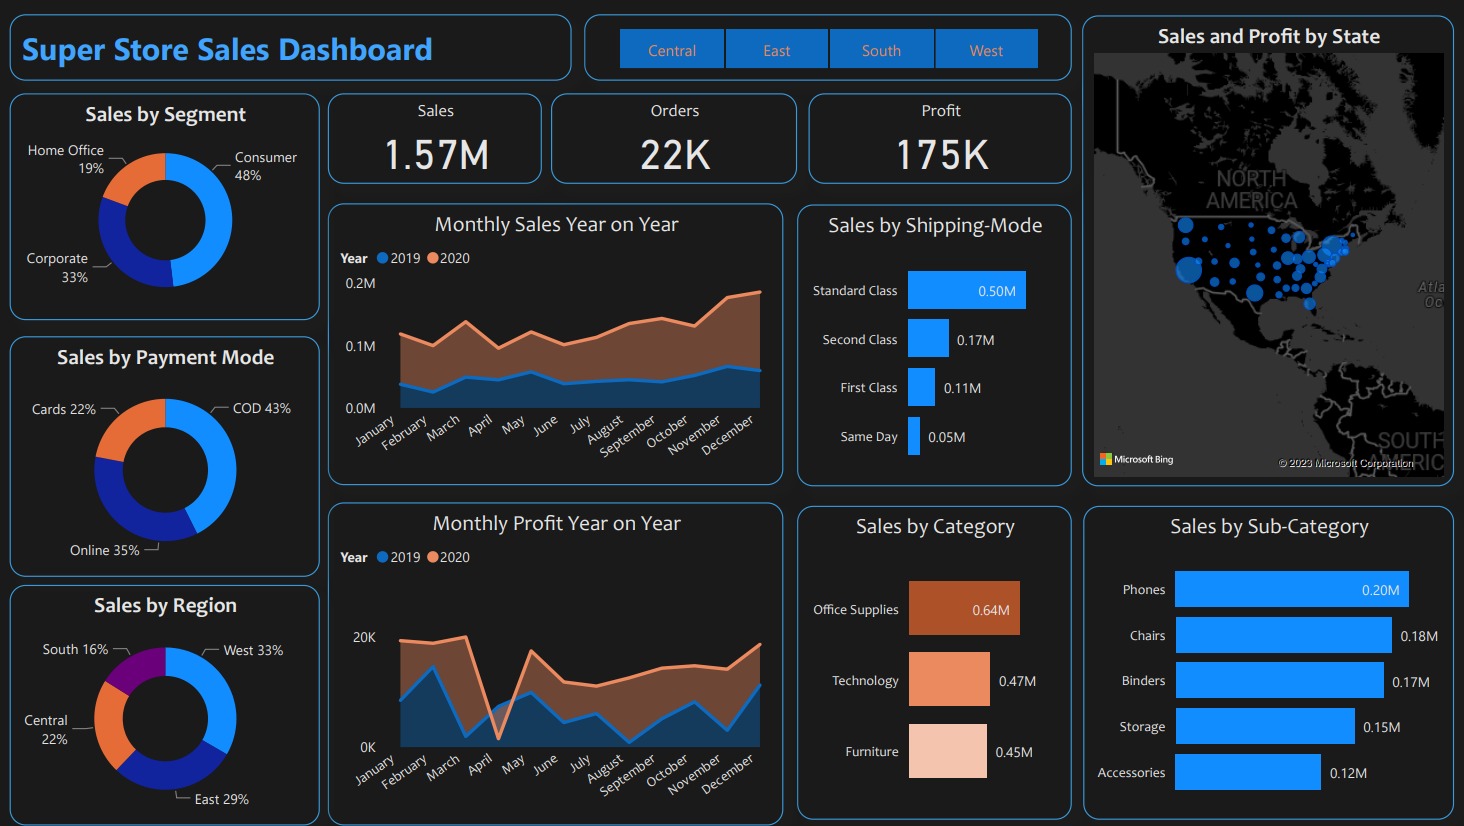 Super Store Sales Dashboard
Central East South West
Sales and Profit by State
NORTH
AMERICA
Atla
Oc
SOUTH
AMERIC
Microsoft Bing
© 2023 Microsoft Corporation
Sales by Segment
Home Office
19%
Consumer
48%
Corporate
33%
Sales
1.57M
Orders
22K
Profit
175K
Monthly Sales Year on Year
Year 2019 2020
0.2M
0.1M
0.0M
January February March April May June July August September October November December
Sales by Shipping-Mode
Standard Class 0.50M
Second Class 0.17M
First Class 0.11M
Same Day 0.05M
Sales by Payment Mode
Cards 22%
COD 43%
Online 35%
Monthly Profit Year on Year
Year 2019 2020
20K
0K
January February March April May June July August September October November December
Sales by Category
Office Supplies 0.64M
Technology 0.47M
Furniture 0.45M
Sales by Sub-Category
Phones 0.20M
Chairs 0.18M
Binders 0.17M
Storage 0.15M
Accessories 0.12M
Sales by Region
South 16%
West 33%
Central
22%
East 29%